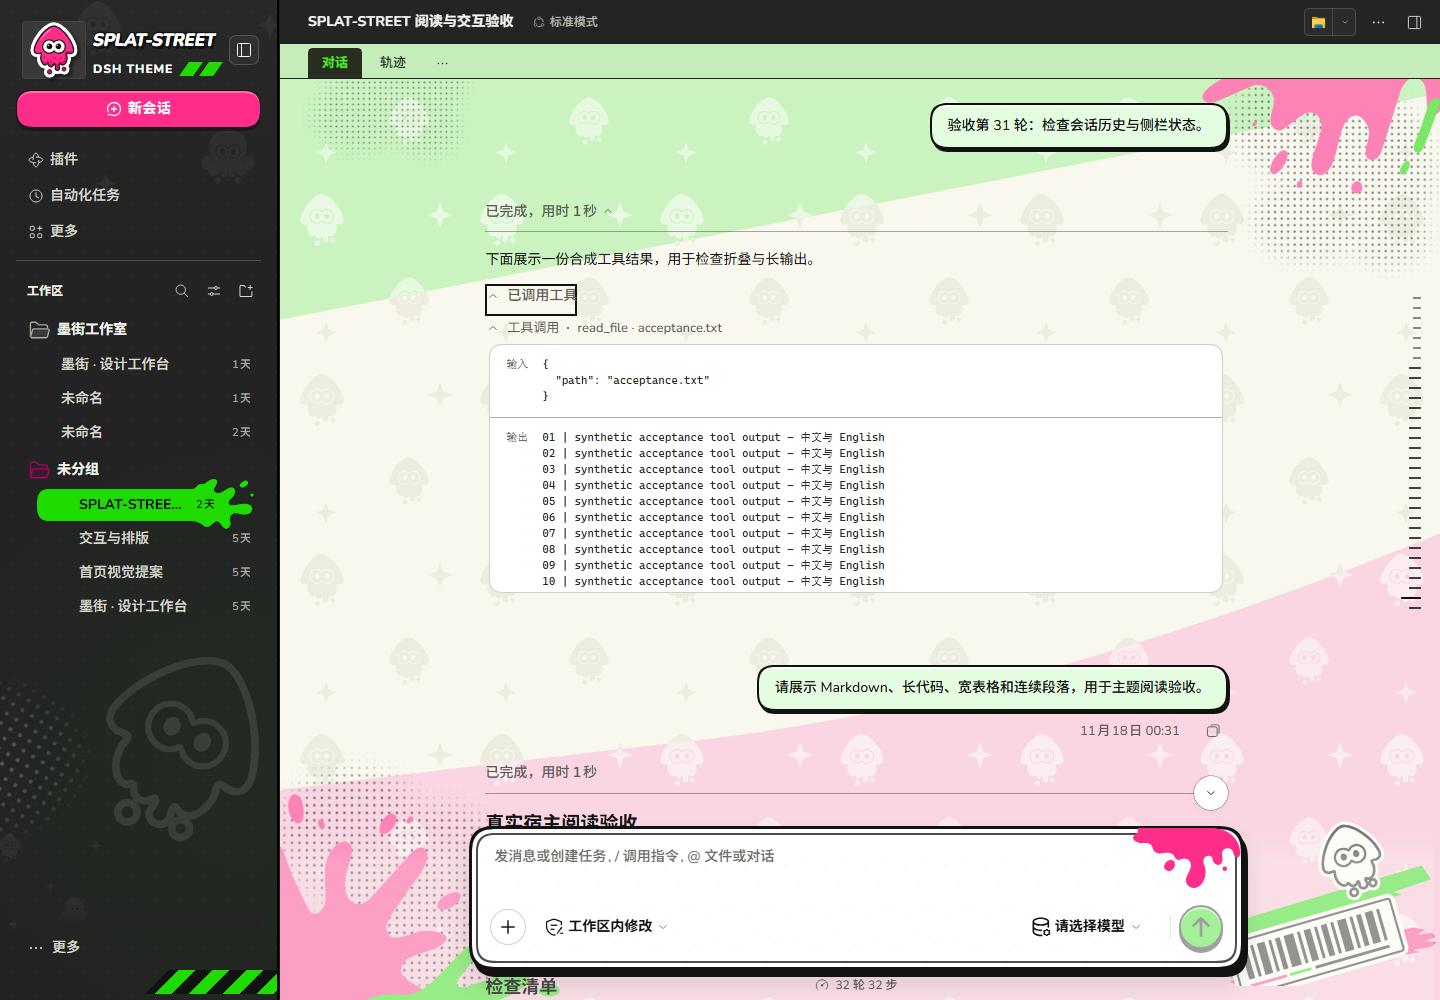 SPLAT-STREET
DSH THEME
新会话
插件
自动化任务
更多
工作区
墨街工作室
墨街 · 设计工作台 1天
未命名 1天
未命名 2天
未分组
SPLAT-STREE... 2天
交互与排版 5天
首页视觉提案 5天
墨街 · 设计工作台 5天
··· 更多
SPLAT-STREET 阅读与交互验收 标准模式
对话 轨迹 ···
验收第 31 轮：检查会话历史与侧栏状态。
已完成，用时 1秒
下面展示一份合成工具结果，用于检查折叠与长输出。
已调用工具
工具调用 · read_file · acceptance.txt
输入 {
"path": "acceptance.txt"
}
输出 01 | synthetic acceptance tool output — 中文与 English
02 | synthetic acceptance tool output — 中文与 English
03 | synthetic acceptance tool output — 中文与 English
04 | synthetic acceptance tool output — 中文与 English
05 | synthetic acceptance tool output — 中文与 English
06 | synthetic acceptance tool output — 中文与 English
07 | synthetic acceptance tool output — 中文与 English
08 | synthetic acceptance tool output — 中文与 English
09 | synthetic acceptance tool output — 中文与 English
10 | synthetic acceptance tool output — 中文与 English
请展示 Markdown、长代码、宽表格和连续段落，用于主题阅读验收。
11月18日 00:31
已完成，用时 1秒
真实宿主阅读验收
发消息或创建任务, / 调用指令, @ 文件或对话
工作区内修改
请选择模型
检查清单
32 轮 32 步